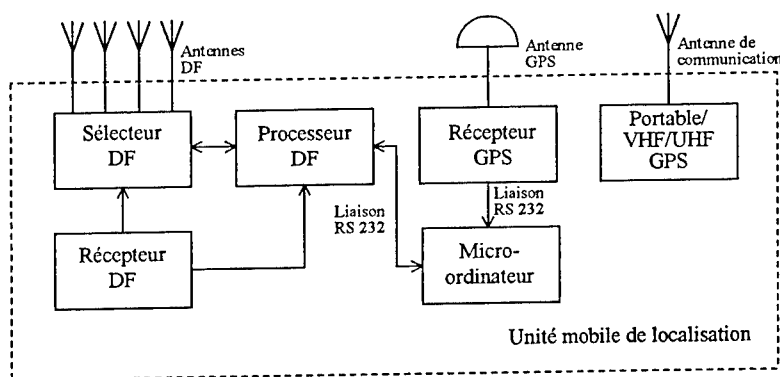 Antennes
DF
Antenne
GPS
Antenne de
communication
Sélecteur
DF
Processeur
DF
Récepteur
GPS
Portable/
VHF/UHF
GPS
Liaison
RS 232
Liaison
RS 232
Récepteur
DF
Micro-
ordinateur
Unité mobile de localisation